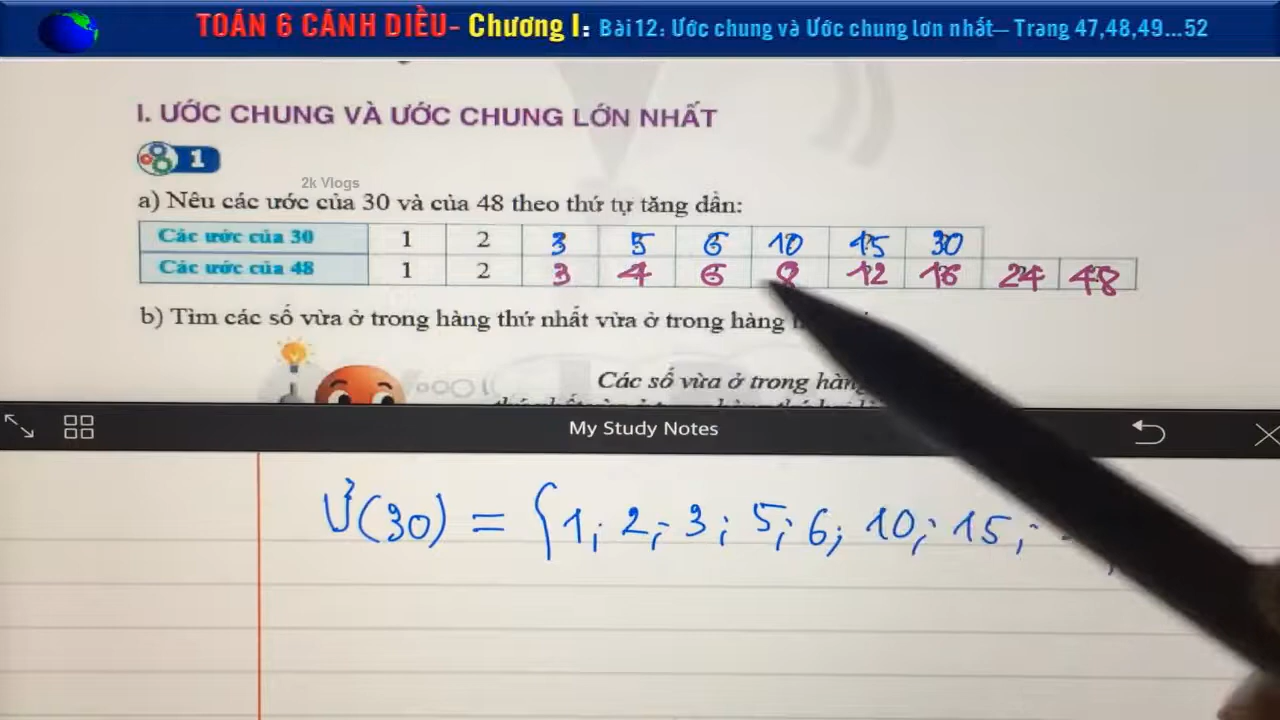 TOÁN 6 CÁNH DIỀU- Chương I: Bài 12: Ước chung và Ước chung lơn nhất– Trang 47,48,49...52
I. ƯỚC CHUNG VÀ ƯỚC CHUNG LỚN NHẤT
1
2k Vlogs
a) Nêu các ước của 30 và của 48 theo thứ tự tăng dần:
Các ước của 30 1 2 3 5 6 10 15 30
Các ước của 48 1 2 3 4 6 8 12 16 24 48
b) Tìm các số vừa ở trong hàng thứ nhất vừa ở trong hàng
Các số vừa ở trong hàng
My Study Notes
Ư(30) = {1; 2; 3; 5; 6; 10; 15;